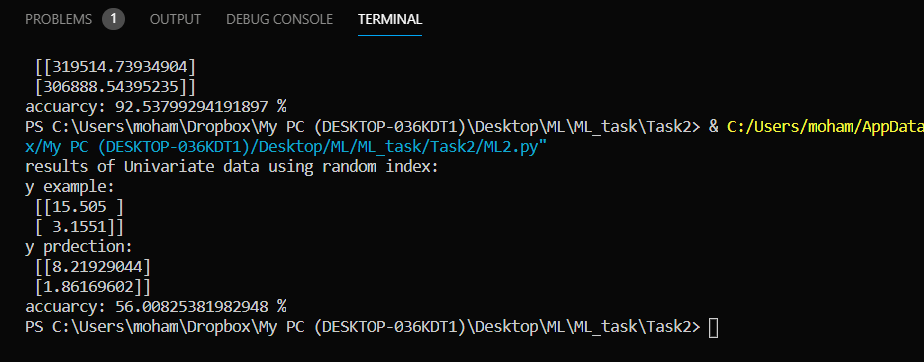 PROBLEMS 1 OUTPUT DEBUG CONSOLE TERMINAL
[[319514.73934904]
[306888.54395235]]
accuarcy: 92.53799294191897 %
PS C:\Users\moham\Dropbox\My PC (DESKTOP-036KDT1)\Desktop\ML\ML_task\Task2> & C:/Users/moham/AppData
x/My PC (DESKTOP-036KDT1)/Desktop/ML/ML_task/Task2/ML2.py"
results of Univariate data using random index:
y example:
[[15.505 ]
[ 3.1551]]
y prdection:
[[8.21929044]
[1.86169602]]
accuarcy: 56.00825381982948 %
PS C:\Users\moham\Dropbox\My PC (DESKTOP-036KDT1)\Desktop\ML\ML_task\Task2>